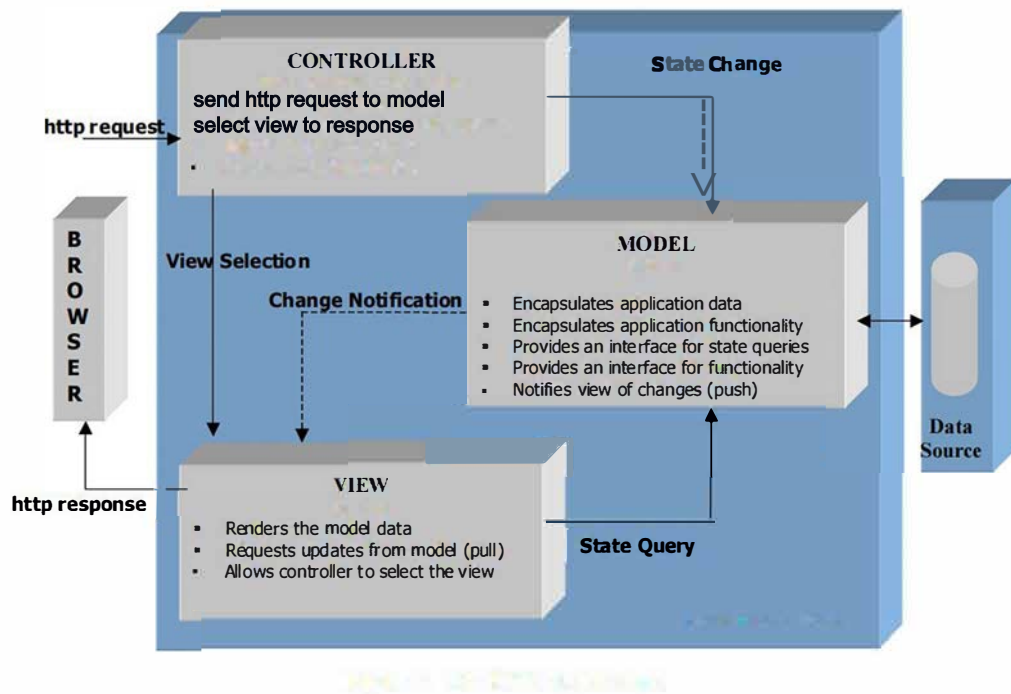 CONTROLLER
send http request to model
select view to response
▪
State Change
http request
BROWSER
View Selection
MODEL
▪ Encapsulates application data
▪ Encapsulates application functionality
▪ Provides an interface for state queries
▪ Provides an interface for functionality
▪ Notifies view of changes (push)
Change Notification
Data
Source
http response
VIEW
▪ Renders the model data
▪ Requests updates from model (pull)
▪ Allows controller to select the view
State Query